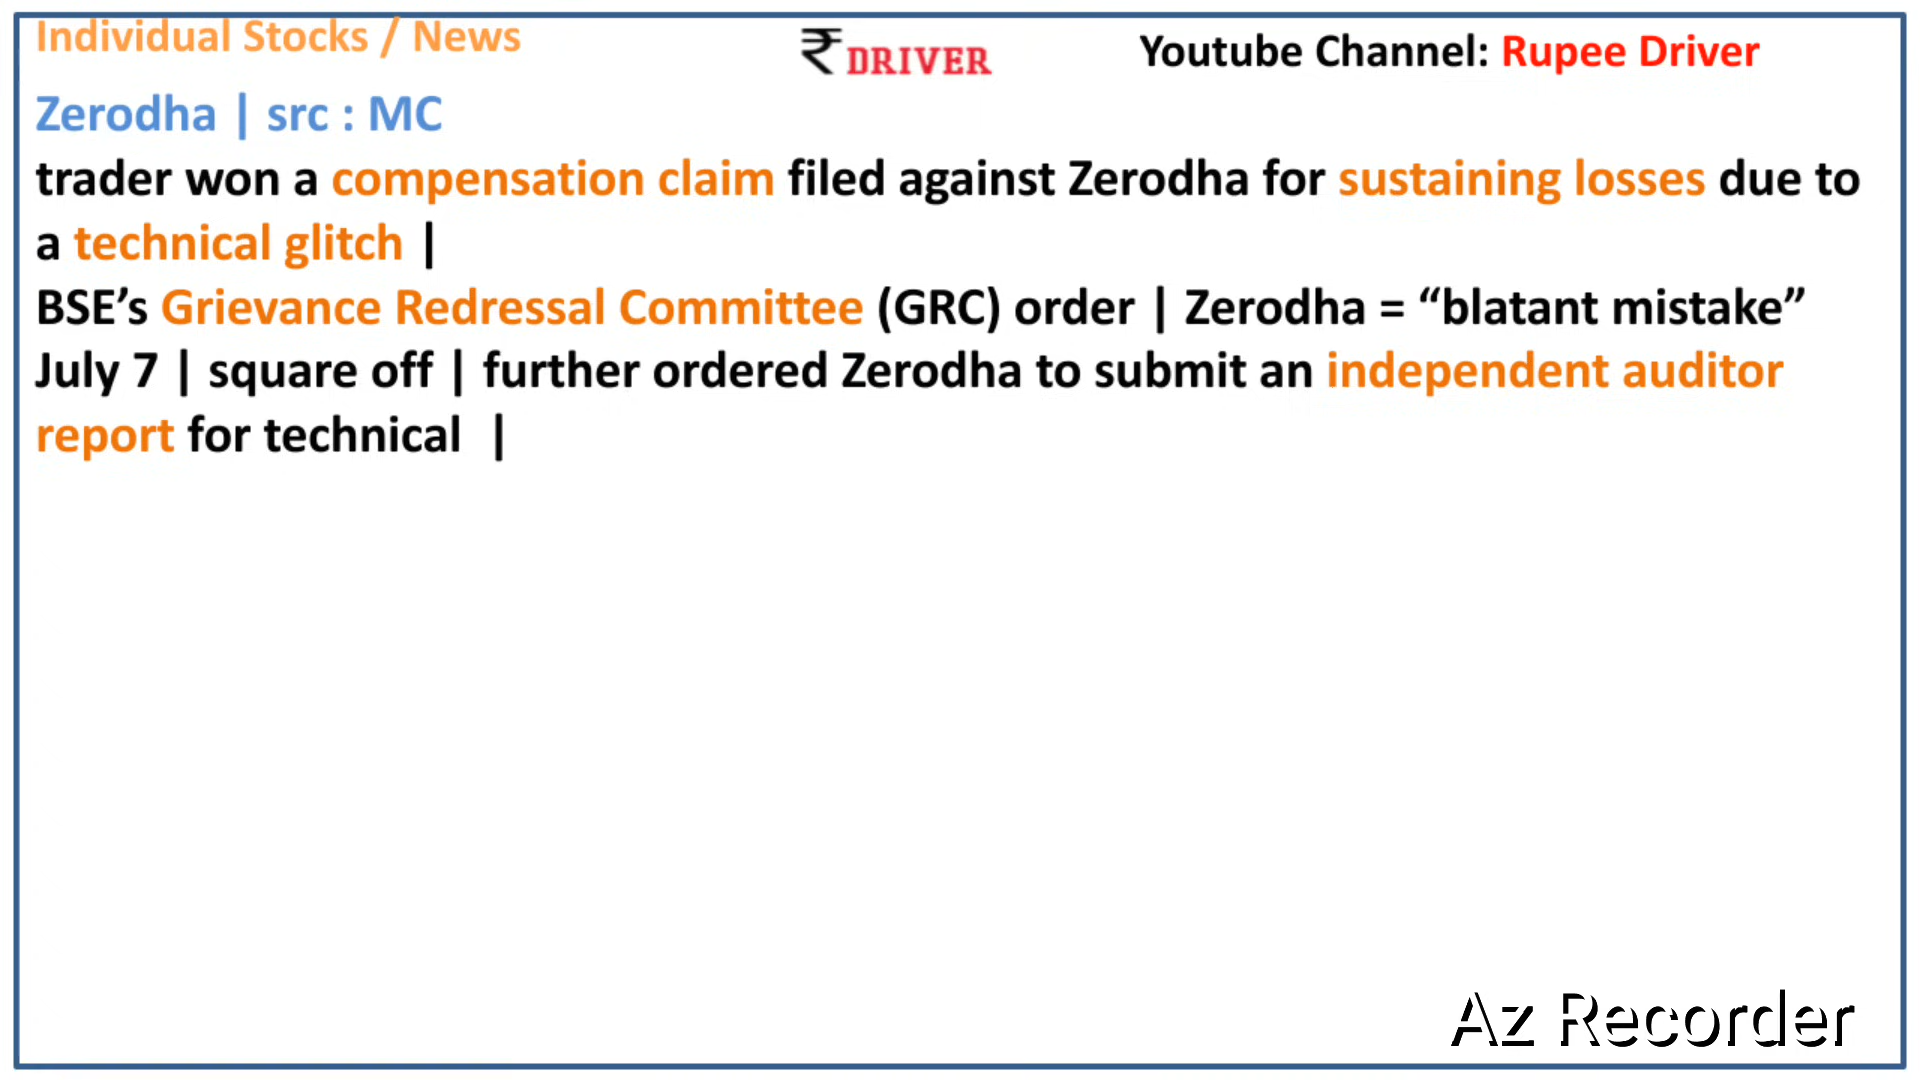 Individual Stocks / News
₹ DRIVER
Youtube Channel: Rupee Driver
Zerodha | src : MC
trader won a compensation claim filed against Zerodha for sustaining losses due to
a technical glitch |
BSE’s Grievance Redressal Committee (GRC) order | Zerodha = “blatant mistake”
July 7 | square off | further ordered Zerodha to submit an independent auditor
report for technical |
Az Recorder